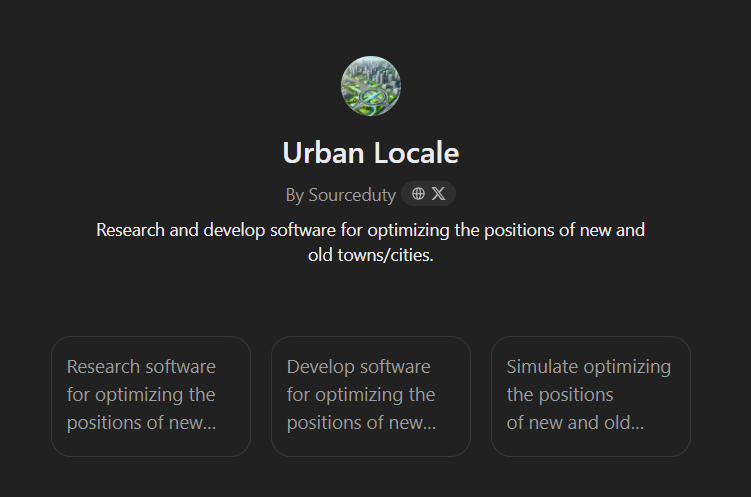 Urban Locale
By Sourceduty
Research and develop software for optimizing the positions of new and
old towns/cities.
Research software
for optimizing the
positions of new...
Develop software
for optimizing the
positions of new...
Simulate optimizing
the positions
of new and old...